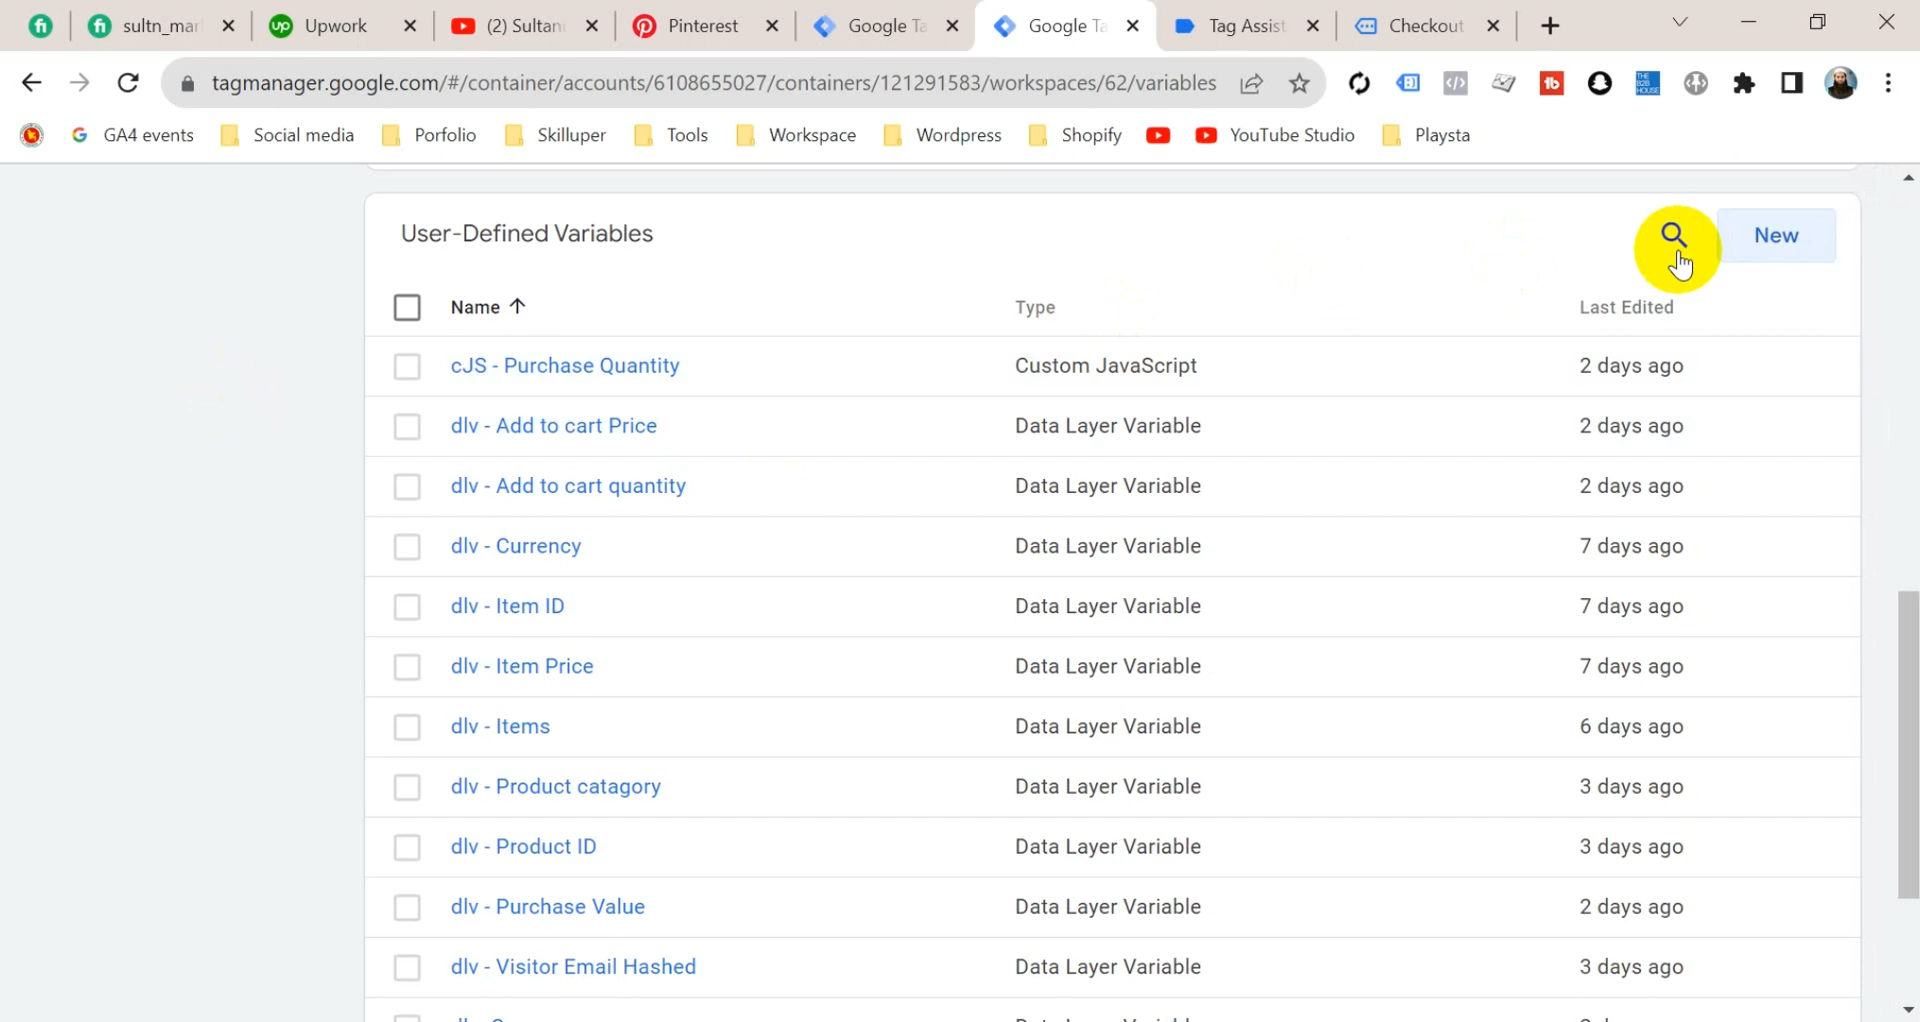 sultn_mar
Upwork
(2) Sultan
Pinterest
Google Ta
Google Ta
Tag Assist
Checkout
tagmanager.google.com/#/container/accounts/6108655027/containers/121291583/workspaces/62/variables
GA4 events
Social media
Porfolio
Skilluper
Tools
Workspace
Wordpress
Shopify
YouTube Studio
Playsta
User-Defined Variables
New
Name
Type
Last Edited
cJS - Purchase Quantity
Custom JavaScript
2 days ago
dlv - Add to cart Price
Data Layer Variable
2 days ago
dlv - Add to cart quantity
Data Layer Variable
2 days ago
dlv - Currency
Data Layer Variable
7 days ago
dlv - Item ID
Data Layer Variable
7 days ago
dlv - Item Price
Data Layer Variable
7 days ago
dlv - Items
Data Layer Variable
6 days ago
dlv - Product catagory
Data Layer Variable
3 days ago
dlv - Product ID
Data Layer Variable
3 days ago
dlv - Purchase Value
Data Layer Variable
2 days ago
dlv - Visitor Email Hashed
Data Layer Variable
3 days ago